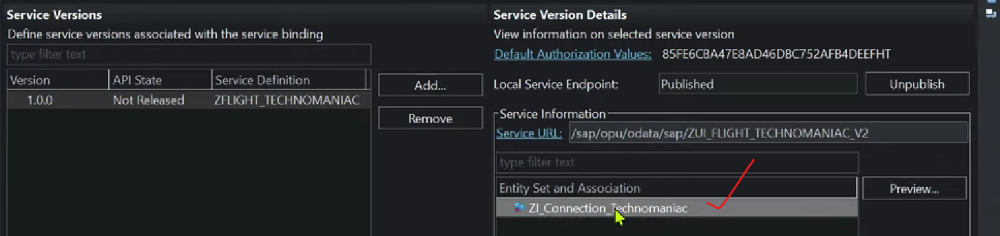 Service Versions
Define service versions associated with the service binding
type filter text
Version API State Service Definition
1.0.0 Not Released ZFLIGHT_TECHNOMANIAC
Add...
Remove
Service Version Details
View information on selected service version
Default Authorization Values: 85FE6CBA47E8AD46DBC752AFB4DEEFHT
Local Service Endpoint: Published Unpublish
Service Information
Service URL: /sap/opu/odata/sap/ZUI_FLIGHT_TECHNOMANIAC_V2
type filter text
Entity Set and Association
Preview...
ZI_Connection_Technomaniac